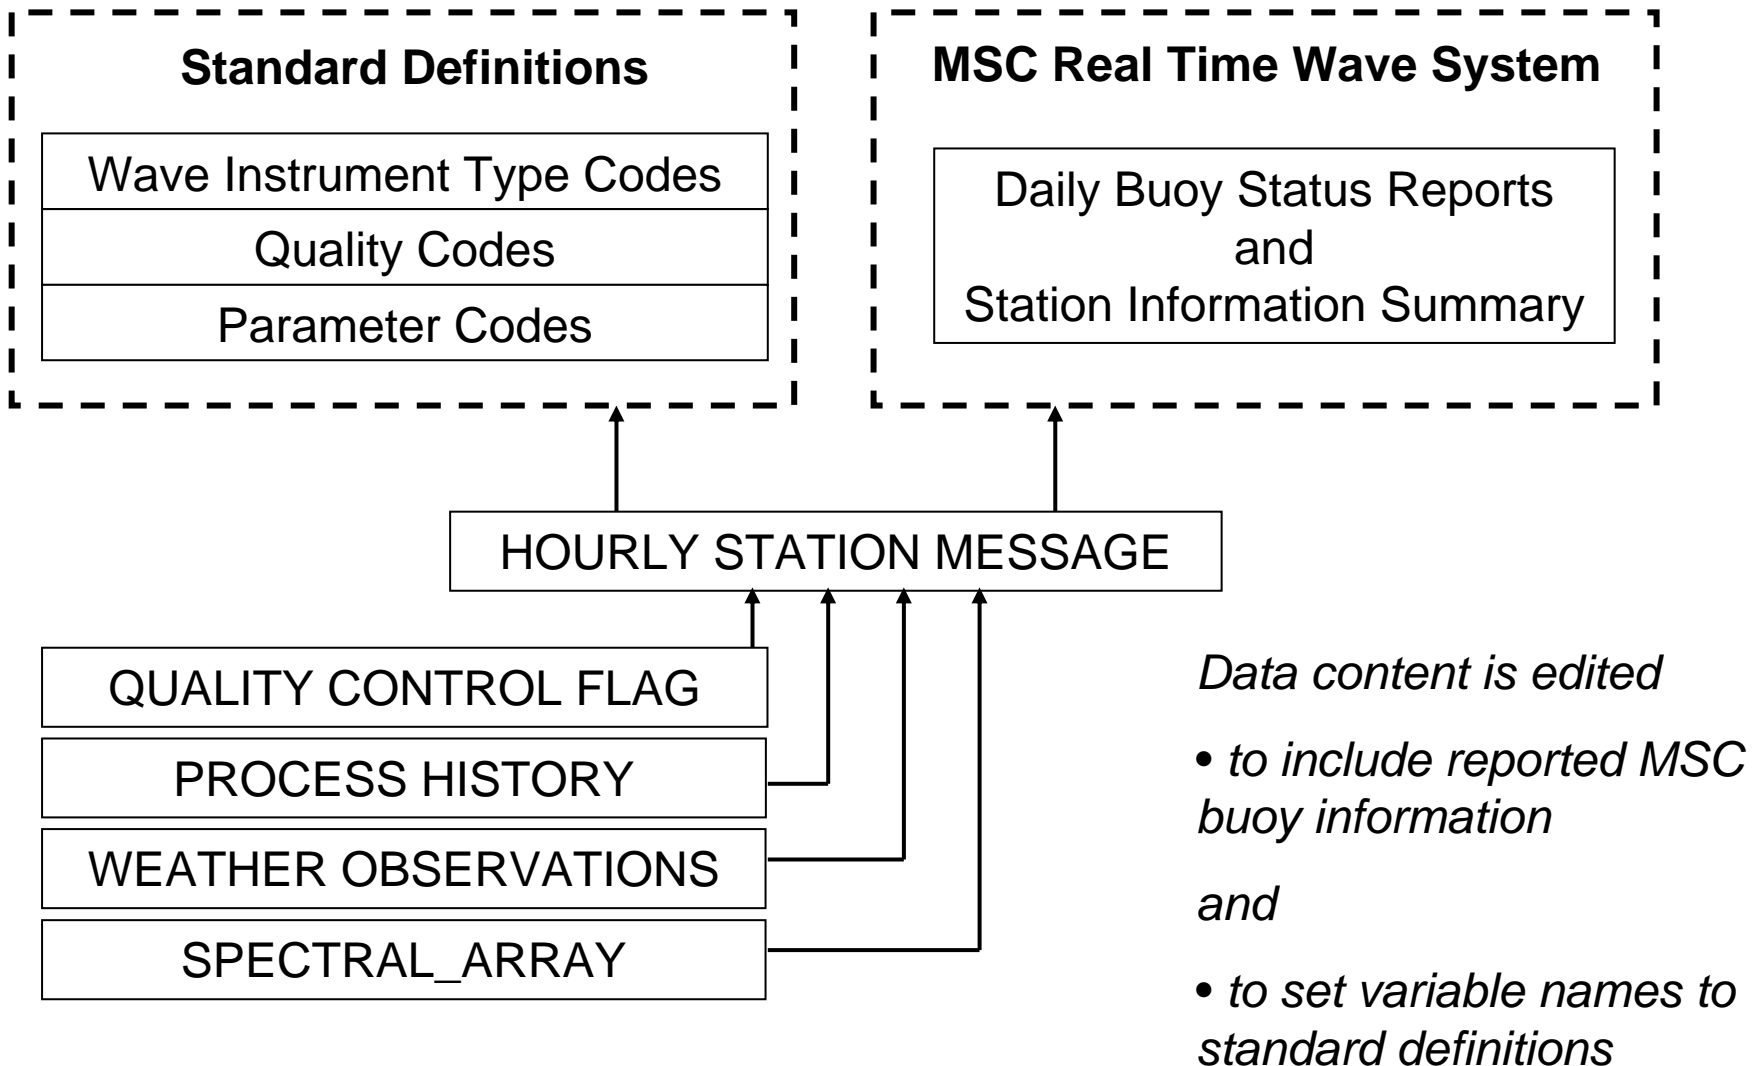 Standard Definitions
Wave Instrument Type Codes
Quality Codes
Parameter Codes
MSC Real Time Wave System
Daily Buoy Status Reports
and
Station Information Summary
HOURLY STATION MESSAGE
QUALITY CONTROL FLAG
PROCESS HISTORY
WEATHER OBSERVATIONS
SPECTRAL_ARRAY
Data content is edited
• to include reported MSC
buoy information
and
• to set variable names to
standard definitions